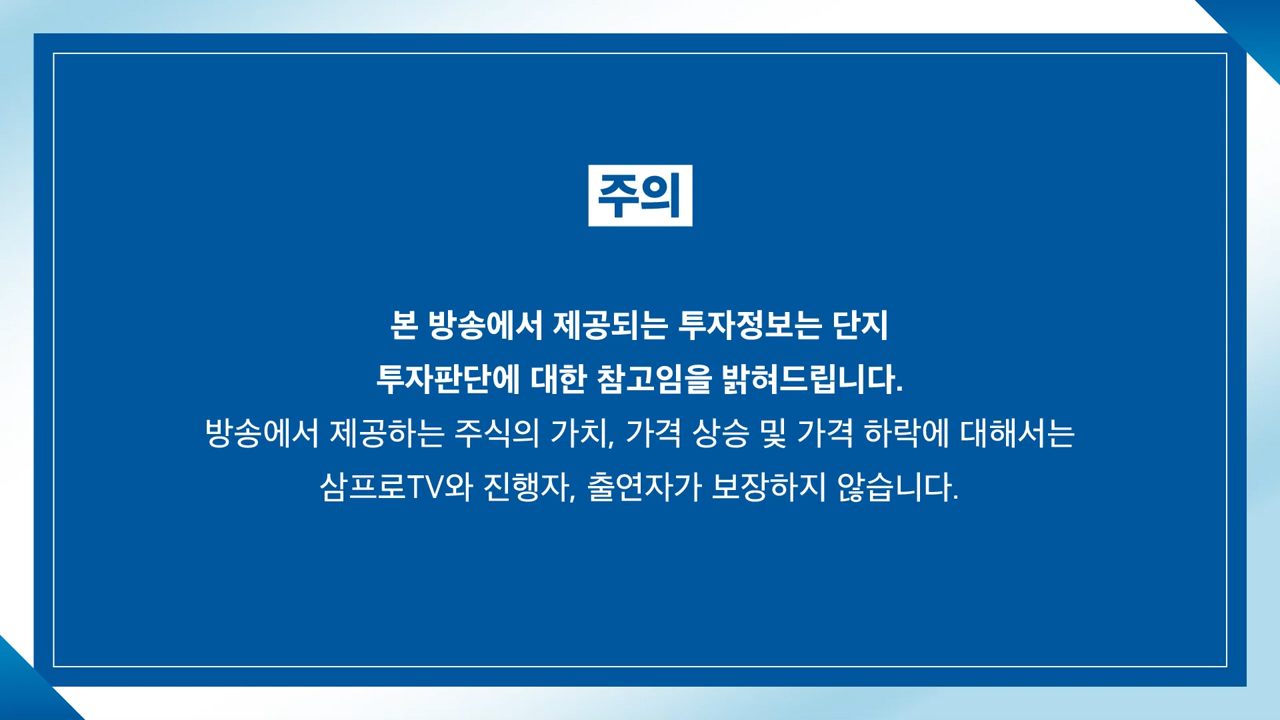 주의
본 방송에서 제공되는 투자정보는 단지
투자판단에 대한 참고임을 밝혀드립니다.
방송에서 제공하는 주식의 가치, 가격 상승 및 가격 하락에 대해서는
삼프로TV와 진행자, 출연자가 보장하지 않습니다.